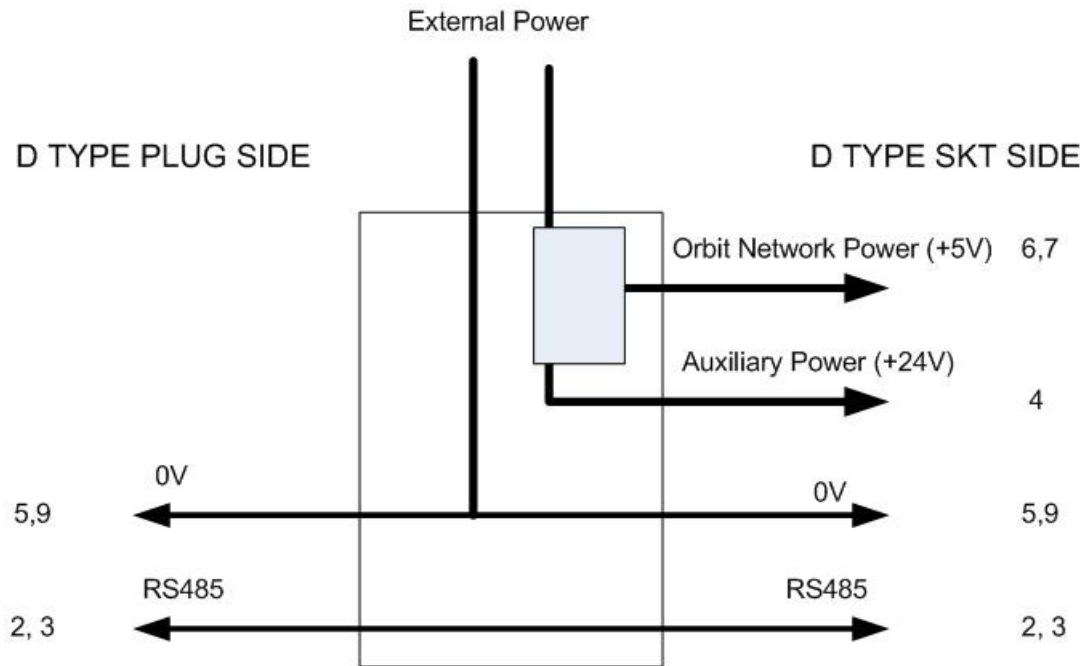 External Power
D TYPE PLUG SIDE
D TYPE SKT SIDE
Orbit Network Power (+5V) 6,7
Auxiliary Power (+24V)
4
0V
0V
5,9
5,9
RS485
RS485
2, 3
2, 3